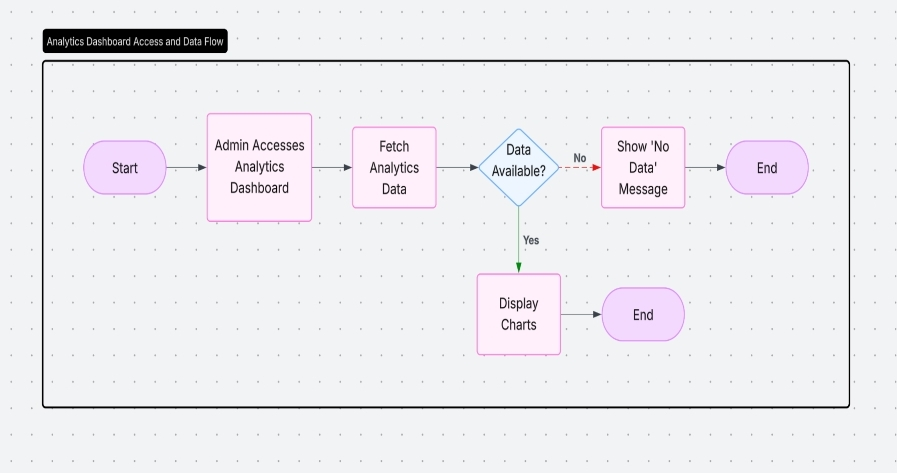 Analytics Dashboard Access and Data Flow
Start
Admin Accesses
Analytics
Dashboard
Fetch
Analytics
Data
Data
Available?
No
Show 'No
Data'
Message
End
Yes
Display
Charts
End